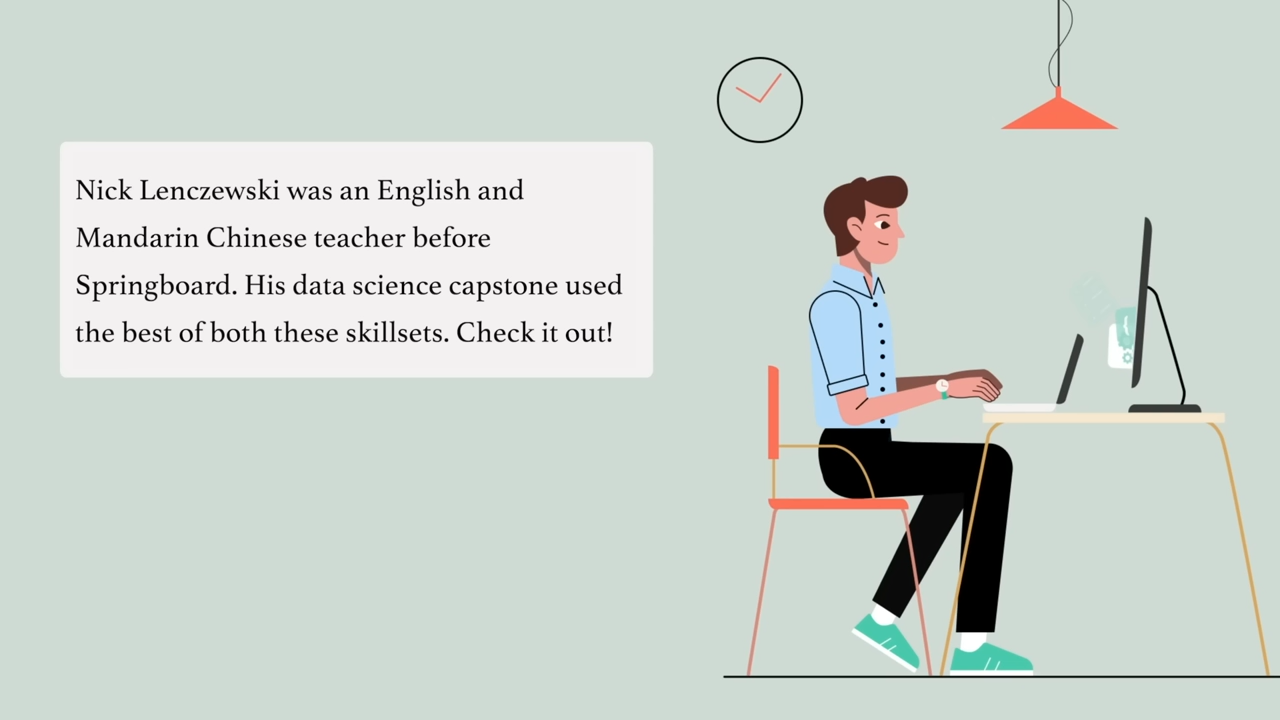 Nick Lenczewski was an English and
Mandarin Chinese teacher before
Springboard. His data science capstone used
the best of both these skillsets. Check it out!